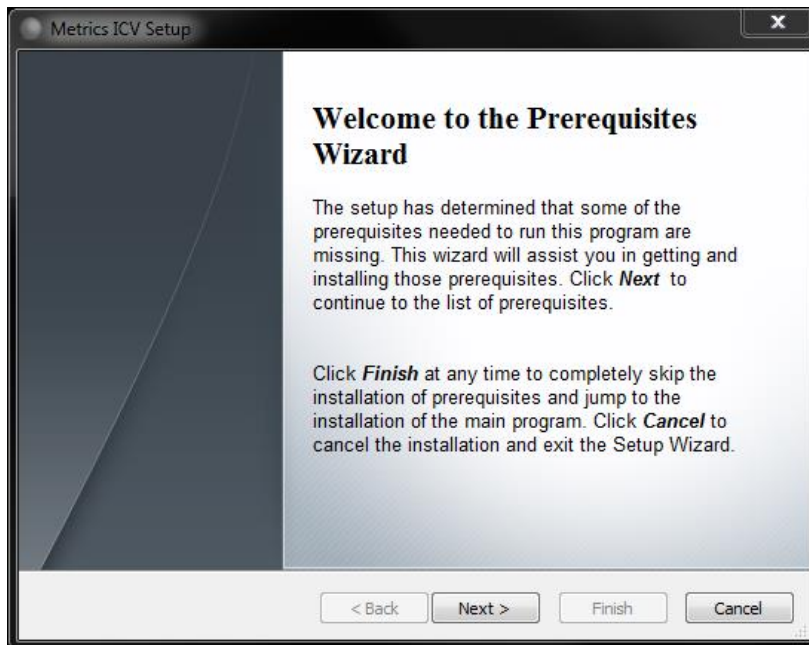 Metrics ICV Setup
x
Welcome to the Prerequisites
Wizard
The setup has determined that some of the
prerequisites needed to run this program are
missing. This wizard will assist you in getting and
installing those prerequisites. Click Next to
continue to the list of prerequisites.
Click Finish at any time to completely skip the
installation of prerequisites and jump to the
installation of the main program. Click Cancel to
cancel the installation and exit the Setup Wizard.
< Back Next > Finish Cancel